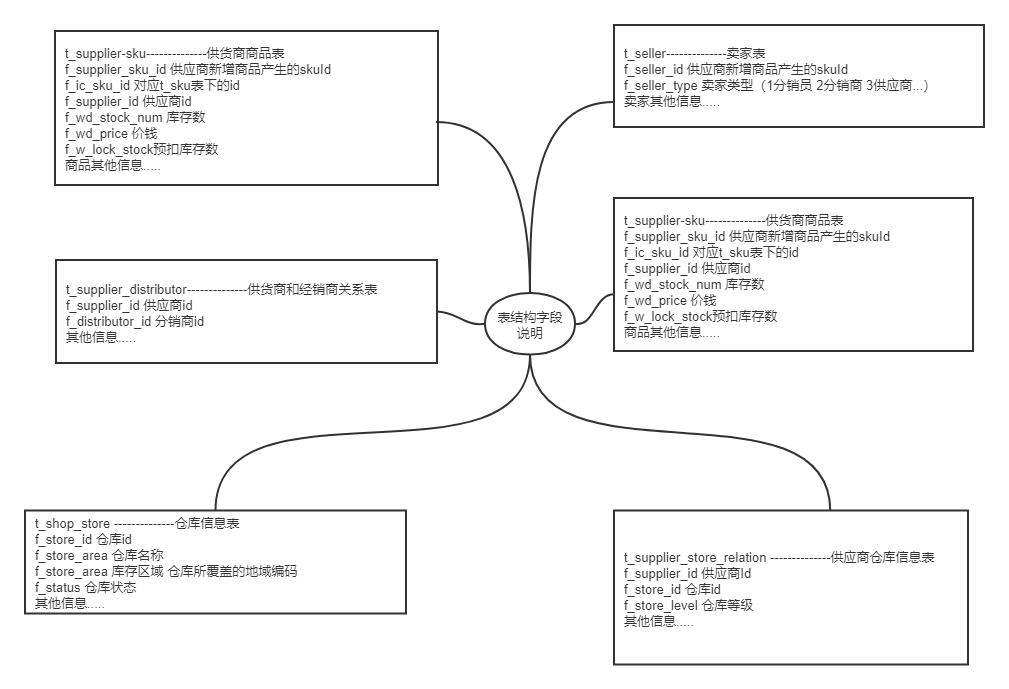 t_supplier-sku--------------供货商商品表
f_supplier_sku_id 供应商新增商品产生的skuId
f_ic_sku_id 对应t_sku表下的id
f_supplier_id 供应商id
f_wd_stock_num 库存数
f_wd_price 价钱
f_w_lock_stock预扣库存数
商品其他信息.....
t_seller--------------卖家表
f_seller_id 供应商新增商品产生的skuId
f_seller_type 卖家类型（1分销员 2分销商 3供应商...）
卖家其他信息.....
t_supplier-sku--------------供货商商品表
f_supplier_sku_id 供应商新增商品产生的skuId
f_ic_sku_id 对应t_sku表下的id
f_supplier_id 供应商id
f_wd_stock_num 库存数
f_wd_price 价钱
f_w_lock_stock预扣库存数
商品其他信息.....
t_supplier_distributor--------------供货商和经销商关系表
f_supplier_id 供应商id
f_distributor_id 分销商id
其他信息.....
表结构字段
说明
t_shop_store --------------仓库信息表
f_store_id 仓库id
f_store_area 仓库名称
f_store_area 库存区域 仓库所覆盖的地域编码
f_status 仓库状态
其他信息.....
t_supplier_store_relation --------------供应商仓库信息表
f_supplier_id 供应商Id
f_store_id 仓库id
f_store_level 仓库等级
其他信息.....